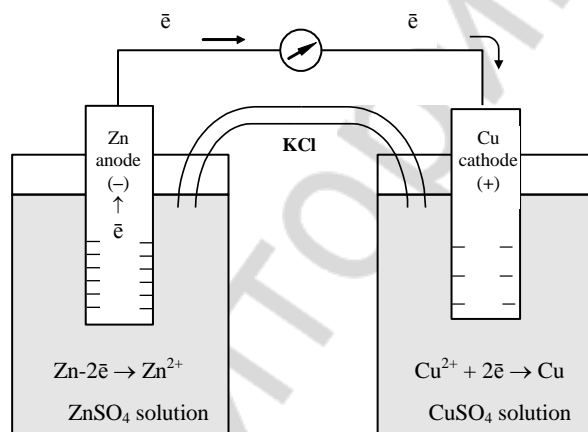 ē ē
Zn
anode
(–)
↑
ē
KCl
Cu
cathode
(+)
Zn-2ē → Zn²⁺
ZnSO₄ solution
Cu²⁺ + 2ē → Cu
CuSO₄ solution